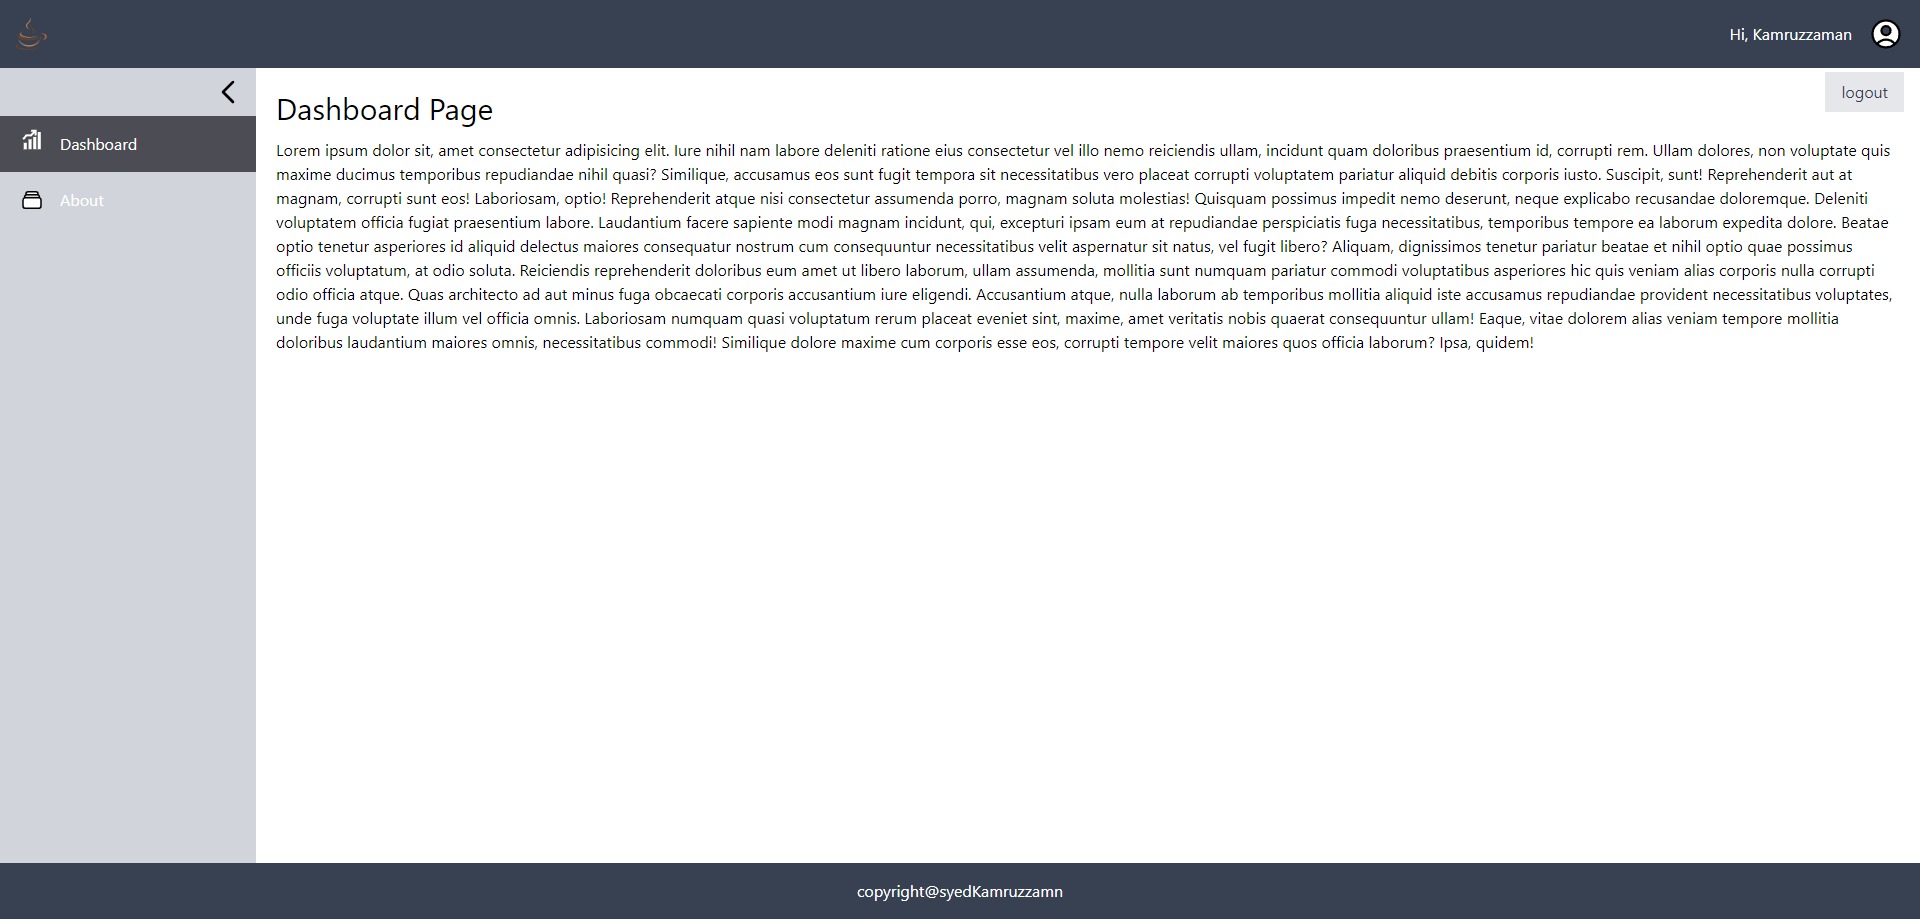 Hi, Kamruzzaman
logout
Dashboard
About
Dashboard Page
Lorem ipsum dolor sit, amet consectetur adipisicing elit. Iure nihil nam labore deleniti ratione eius consectetur vel illo nemo reiciendis ullam, incidunt quam doloribus praesentium id, corrupti rem. Ullam dolores, non voluptate quis
maxime ducimus temporibus repudiandae nihil quasi? Similique, accusamus eos sunt fugit tempora sit necessitatibus vero placeat corrupti voluptatem pariatur aliquid debitis corporis iusto. Suscipit, sunt! Reprehenderit aut at
magnam, corrupti sunt eos! Laboriosam, optio! Reprehenderit atque nisi consectetur assumenda porro, magnam soluta molestias! Quisquam possimus impedit nemo deserunt, neque explicabo recusandae doloremque. Deleniti
voluptatem officia fugiat praesentium labore. Laudantium facere sapiente modi magnam incidunt, qui, excepturi ipsam eum at repudiandae perspiciatis fuga necessitatibus, temporibus tempore ea laborum expedita dolore. Beatae
optio tenetur asperiores id aliquid delectus maiores consequatur nostrum cum consequuntur necessitatibus velit aspernatur sit natus, vel fugit libero? Aliquam, dignissimos tenetur pariatur beatae et nihil optio quae possimus
officiis voluptatum, at odio soluta. Reiciendis reprehenderit doloribus eum amet ut libero laborum, ullam assumenda, mollitia sunt numquam pariatur commodi voluptatibus asperiores hic quis veniam alias corporis nulla corrupti
odio officia atque. Quas architecto ad aut minus fuga obcaecati corporis accusantium iure eligendi. Accusantium atque, nulla laborum ab temporibus mollitia aliquid iste accusamus repudiandae provident necessitatibus voluptates,
unde fuga voluptate illum vel officia omnis. Laboriosam numquam quasi voluptatum rerum placeat eveniet sint, maxime, amet veritatis nobis quaerat consequuntur ullam! Eaque, vitae dolorem alias veniam tempore mollitia
doloribus laudantium maiores omnis, necessitatibus commodi! Similique dolore maxime cum corporis esse eos, corrupti tempore velit maiores quos officia laborum? Ipsa, quidem!
copyright@syedKamruzzamn